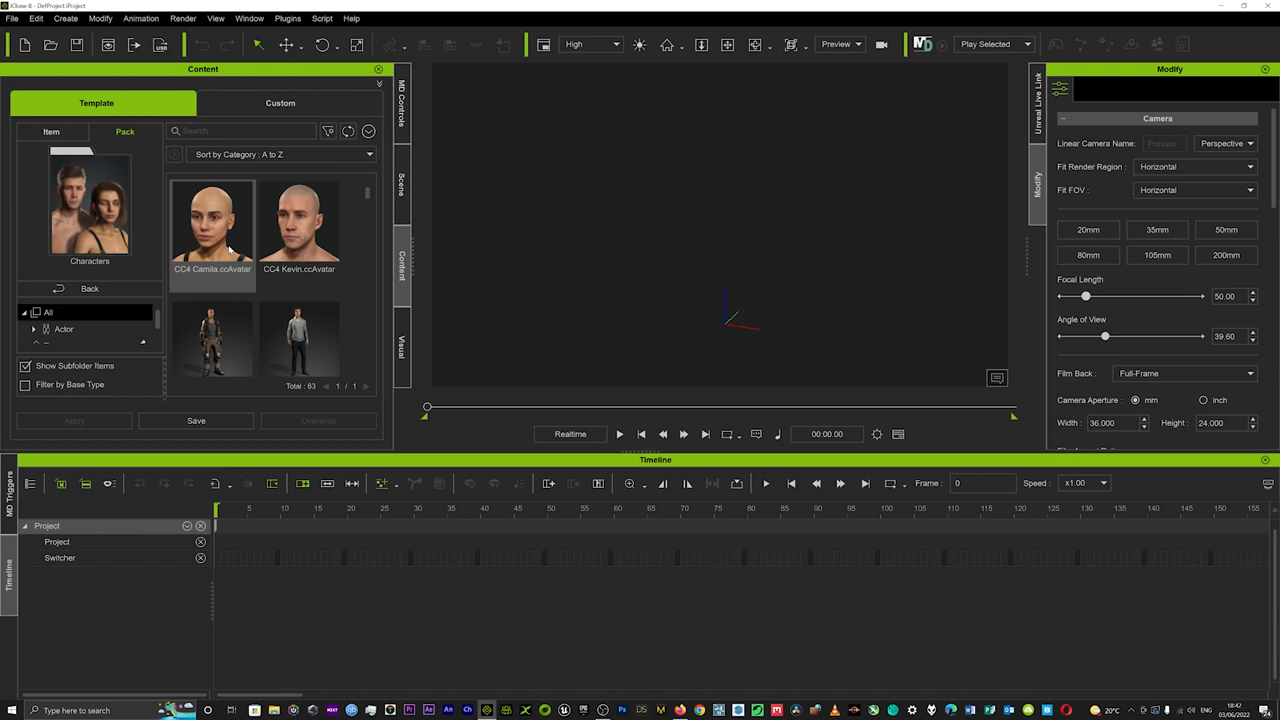 iClone 8 - DefProject.iProject
File Edit Create Modify Animation Render Window Plugins Script Help
High Preview MD Play Selected
Content
Template Custom
Item Pack
Search
Sort by Category : A to Z
Characters
Back
All
Actor
CC4 Camila.ccAvatar CC4 Kevin.ccAvatar
Show Subfolder Items
Filter by Base Type
Total : 63 1 / 1
Apply Save Overwrite
MD Controls
Scene
Content
Visual
Realtime 00:00.00
Unreal Live Link
Modify
Modify
Camera
Linear Camera Name: Preview Perspective
Fit Render Region : Horizontal
Fit FOV : Horizontal
20mm 35mm 50mm
80mm 105mm 200mm
Focal Length
50.00
Angle of View
39.60
Film Back : Full-Frame
Camera Aperture : mm inch
Width : 36.000 Height : 24.000
Timeline
MD Triggers
Timeline
Frame : 0 Speed : x1.00
5 10 15 20 25 30 35 40 45 50 55 60 65 70 75 80 85 90 95 100 105 110 115 120 125 130 135 140 145 150 155
Project
Project
Switcher
Type here to search
20°C ENG 18:42
03/06/2022